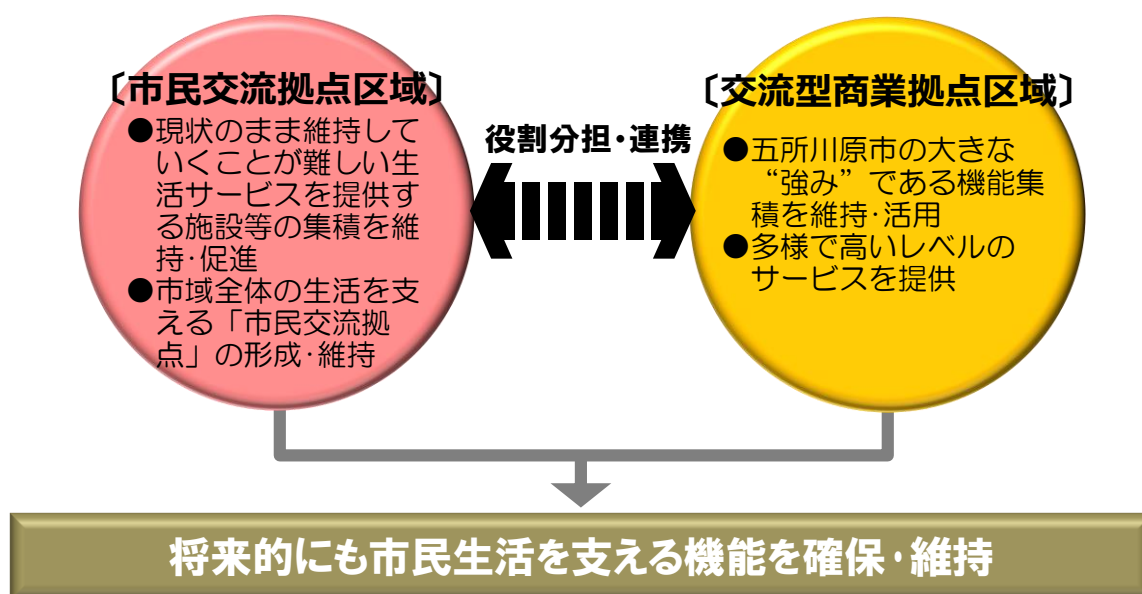 〔市民交流拠点区域〕
●現状のまま維持して
いくことが難しい生
活サービスを提供す
る施設等の集積を維
持・促進
●市域全体の生活を支
える「市民交流拠
点」の形成・維持
役割分担・連携
〔交流型商業拠点区域〕
●五所川原市の大きな
“強み”である機能集
積を維持・活用
●多様で高いレベルの
サービスを提供
将来的にも市民生活を支える機能を確保・維持